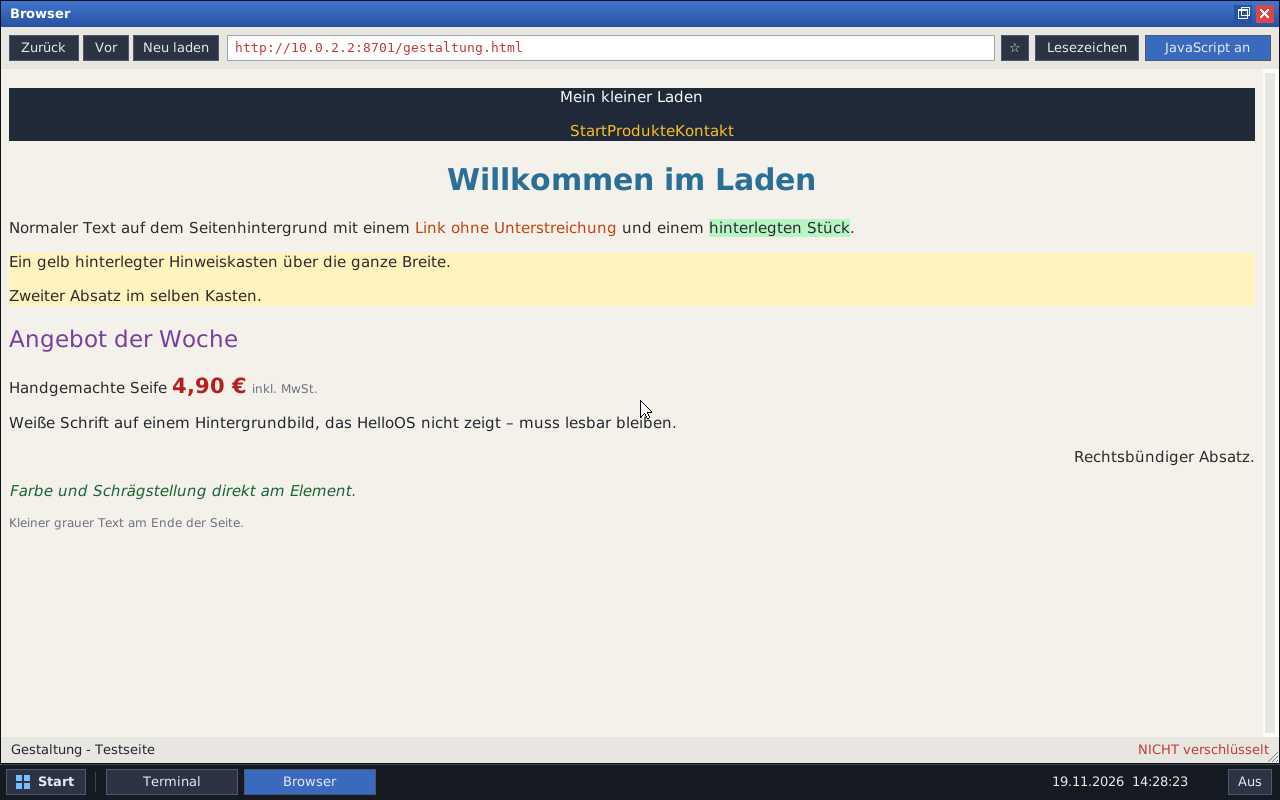 Browser
Zurück Vor Neu laden http://10.0.2.2:8701/gestaltung.html ☆ Lesezeichen JavaScript an
Mein kleiner Laden
StartProdukteKontakt
Willkommen im Laden
Normaler Text auf dem Seitenhintergrund mit einem Link ohne Unterstreichung und einem hinterlegten Stück.
Ein gelb hinterlegter Hinweiskasten über die ganze Breite.
Zweiter Absatz im selben Kasten.
Angebot der Woche
Handgemachte Seife 4,90 € inkl. MwSt.
Weiße Schrift auf einem Hintergrundbild, das HelloOS nicht zeigt – muss lesbar bleiben.
Rechtsbündiger Absatz.
Farbe und Schrägstellung direkt am Element.
Kleiner grauer Text am Ende der Seite.
Gestaltung - Testseite NICHT verschlüsselt
Start Terminal Browser 19.11.2026 14:28:23 Aus